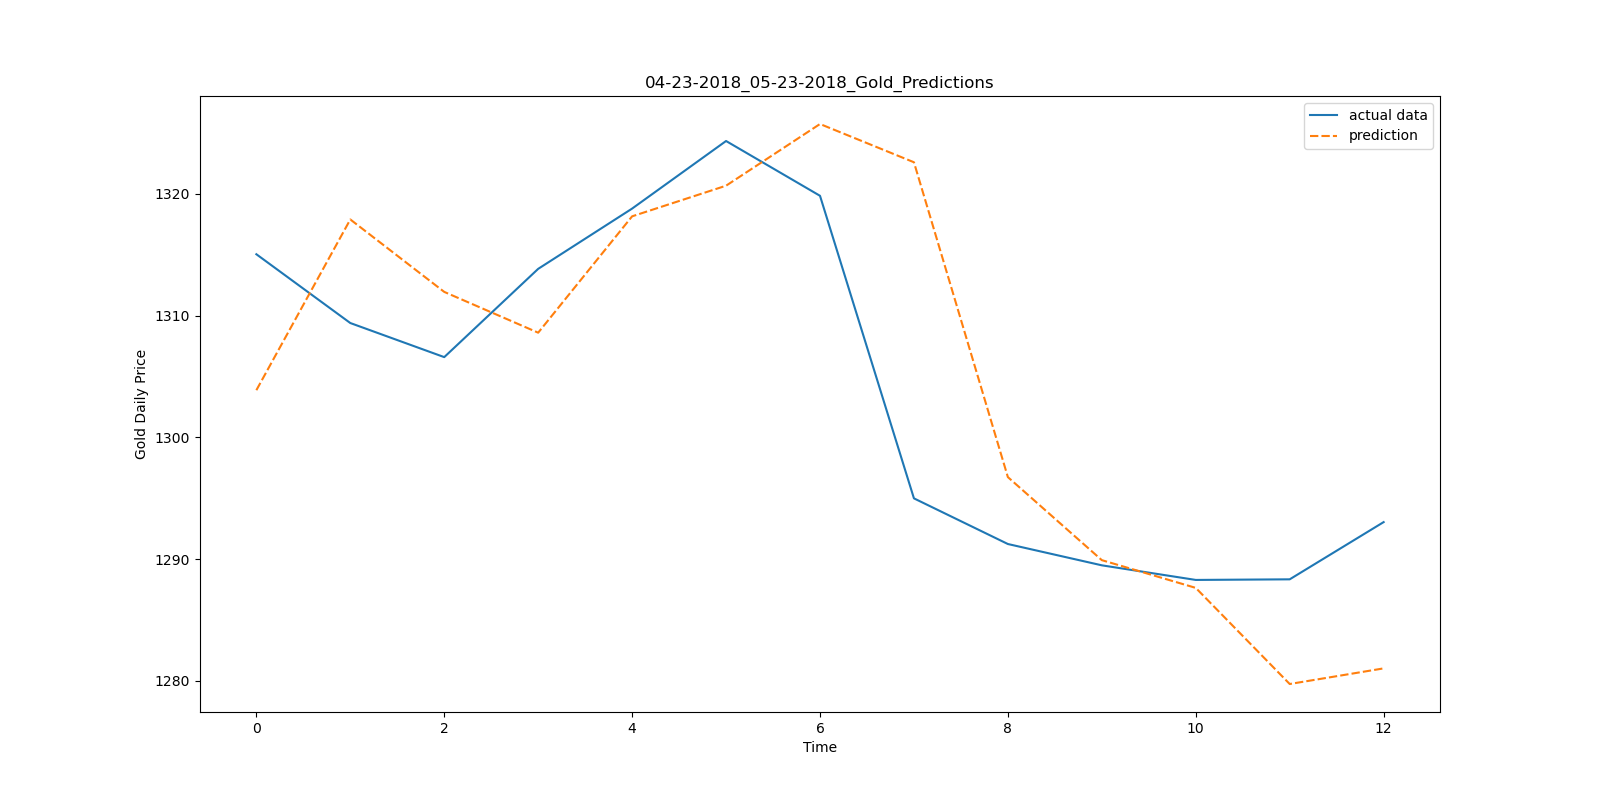 04-23-2018_05-23-2018_Gold_Predictions
actual data
prediction
Gold Daily Price
1320
1310
1300
1290
1280
0 2 4 6 8 10 12
Time